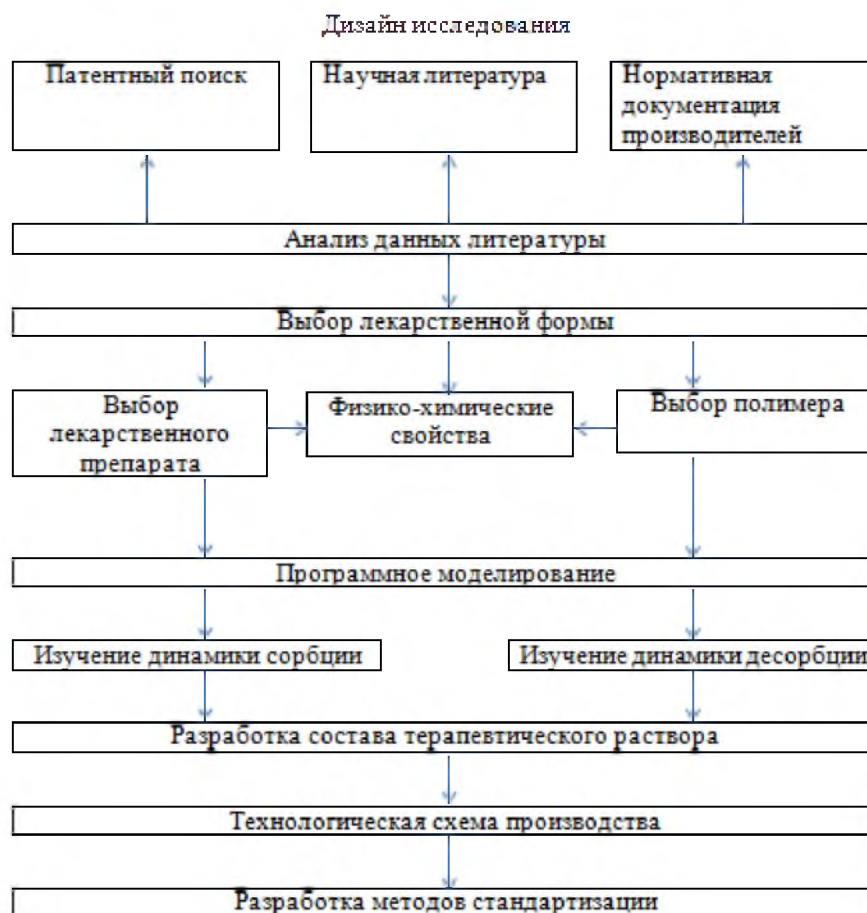 Дизайн исследования
Патентный поиск
Научная литература
Нормативная
документация
производителей
Анализ данных литературы
Выбор лекарственной формы
Выбор
лекарственного
препарата
Физико-химические
свойства
Выбор полимера
Программное моделирование
Изучение динамики сорбции
Изучение динамики десорбции
Разработка состава терапевтического раствора
Технологическая схема производства
Разработка методов стандартизации